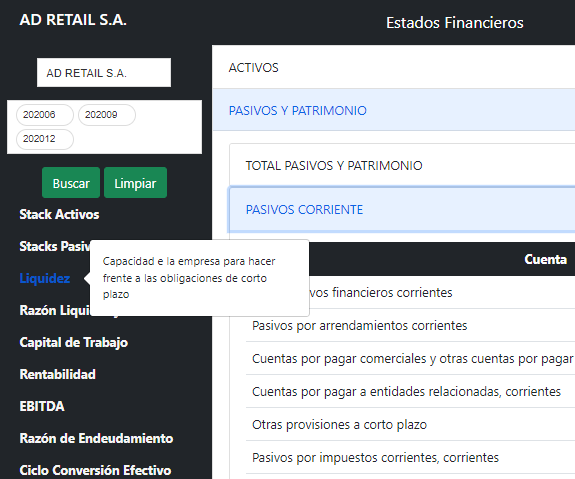 AD RETAIL S.A.
Estados Financieros
AD RETAIL S.A.
202006
202009
202012
Buscar
Limpiar
Stack Activos
Stacks Pasiv
Liquidez
Capacidad e la empresa para hacer
frente a las obligaciones de corto
plazo
Razón Liqui
Capital de Trabajo
Rentabilidad
EBITDA
Razón de Endeudamiento
Ciclo Conversión Efectivo
ACTIVOS
PASIVOS Y PATRIMONIO
TOTAL PASIVOS Y PATRIMONIO
PASIVOS CORRIENTE
Cuenta
vos financieros corrientes
Pasivos por arrendamientos corrientes
Cuentas por pagar comerciales y otras cuentas por pagar
Cuentas por pagar a entidades relacionadas, corrientes
Otras provisiones a corto plazo
Pasivos por impuestos corrientes, corrientes